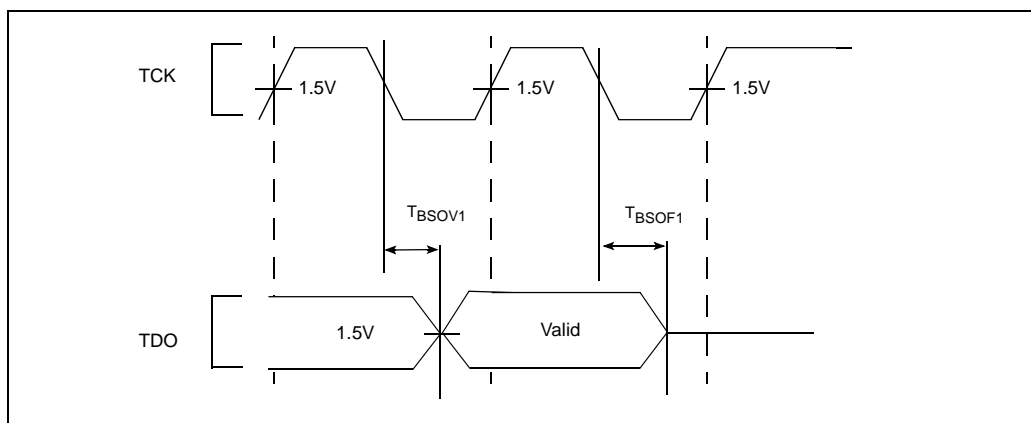 TCK
1.5V 1.5V 1.5V
TBSOV1 TBSOF1
TDO
1.5V Valid